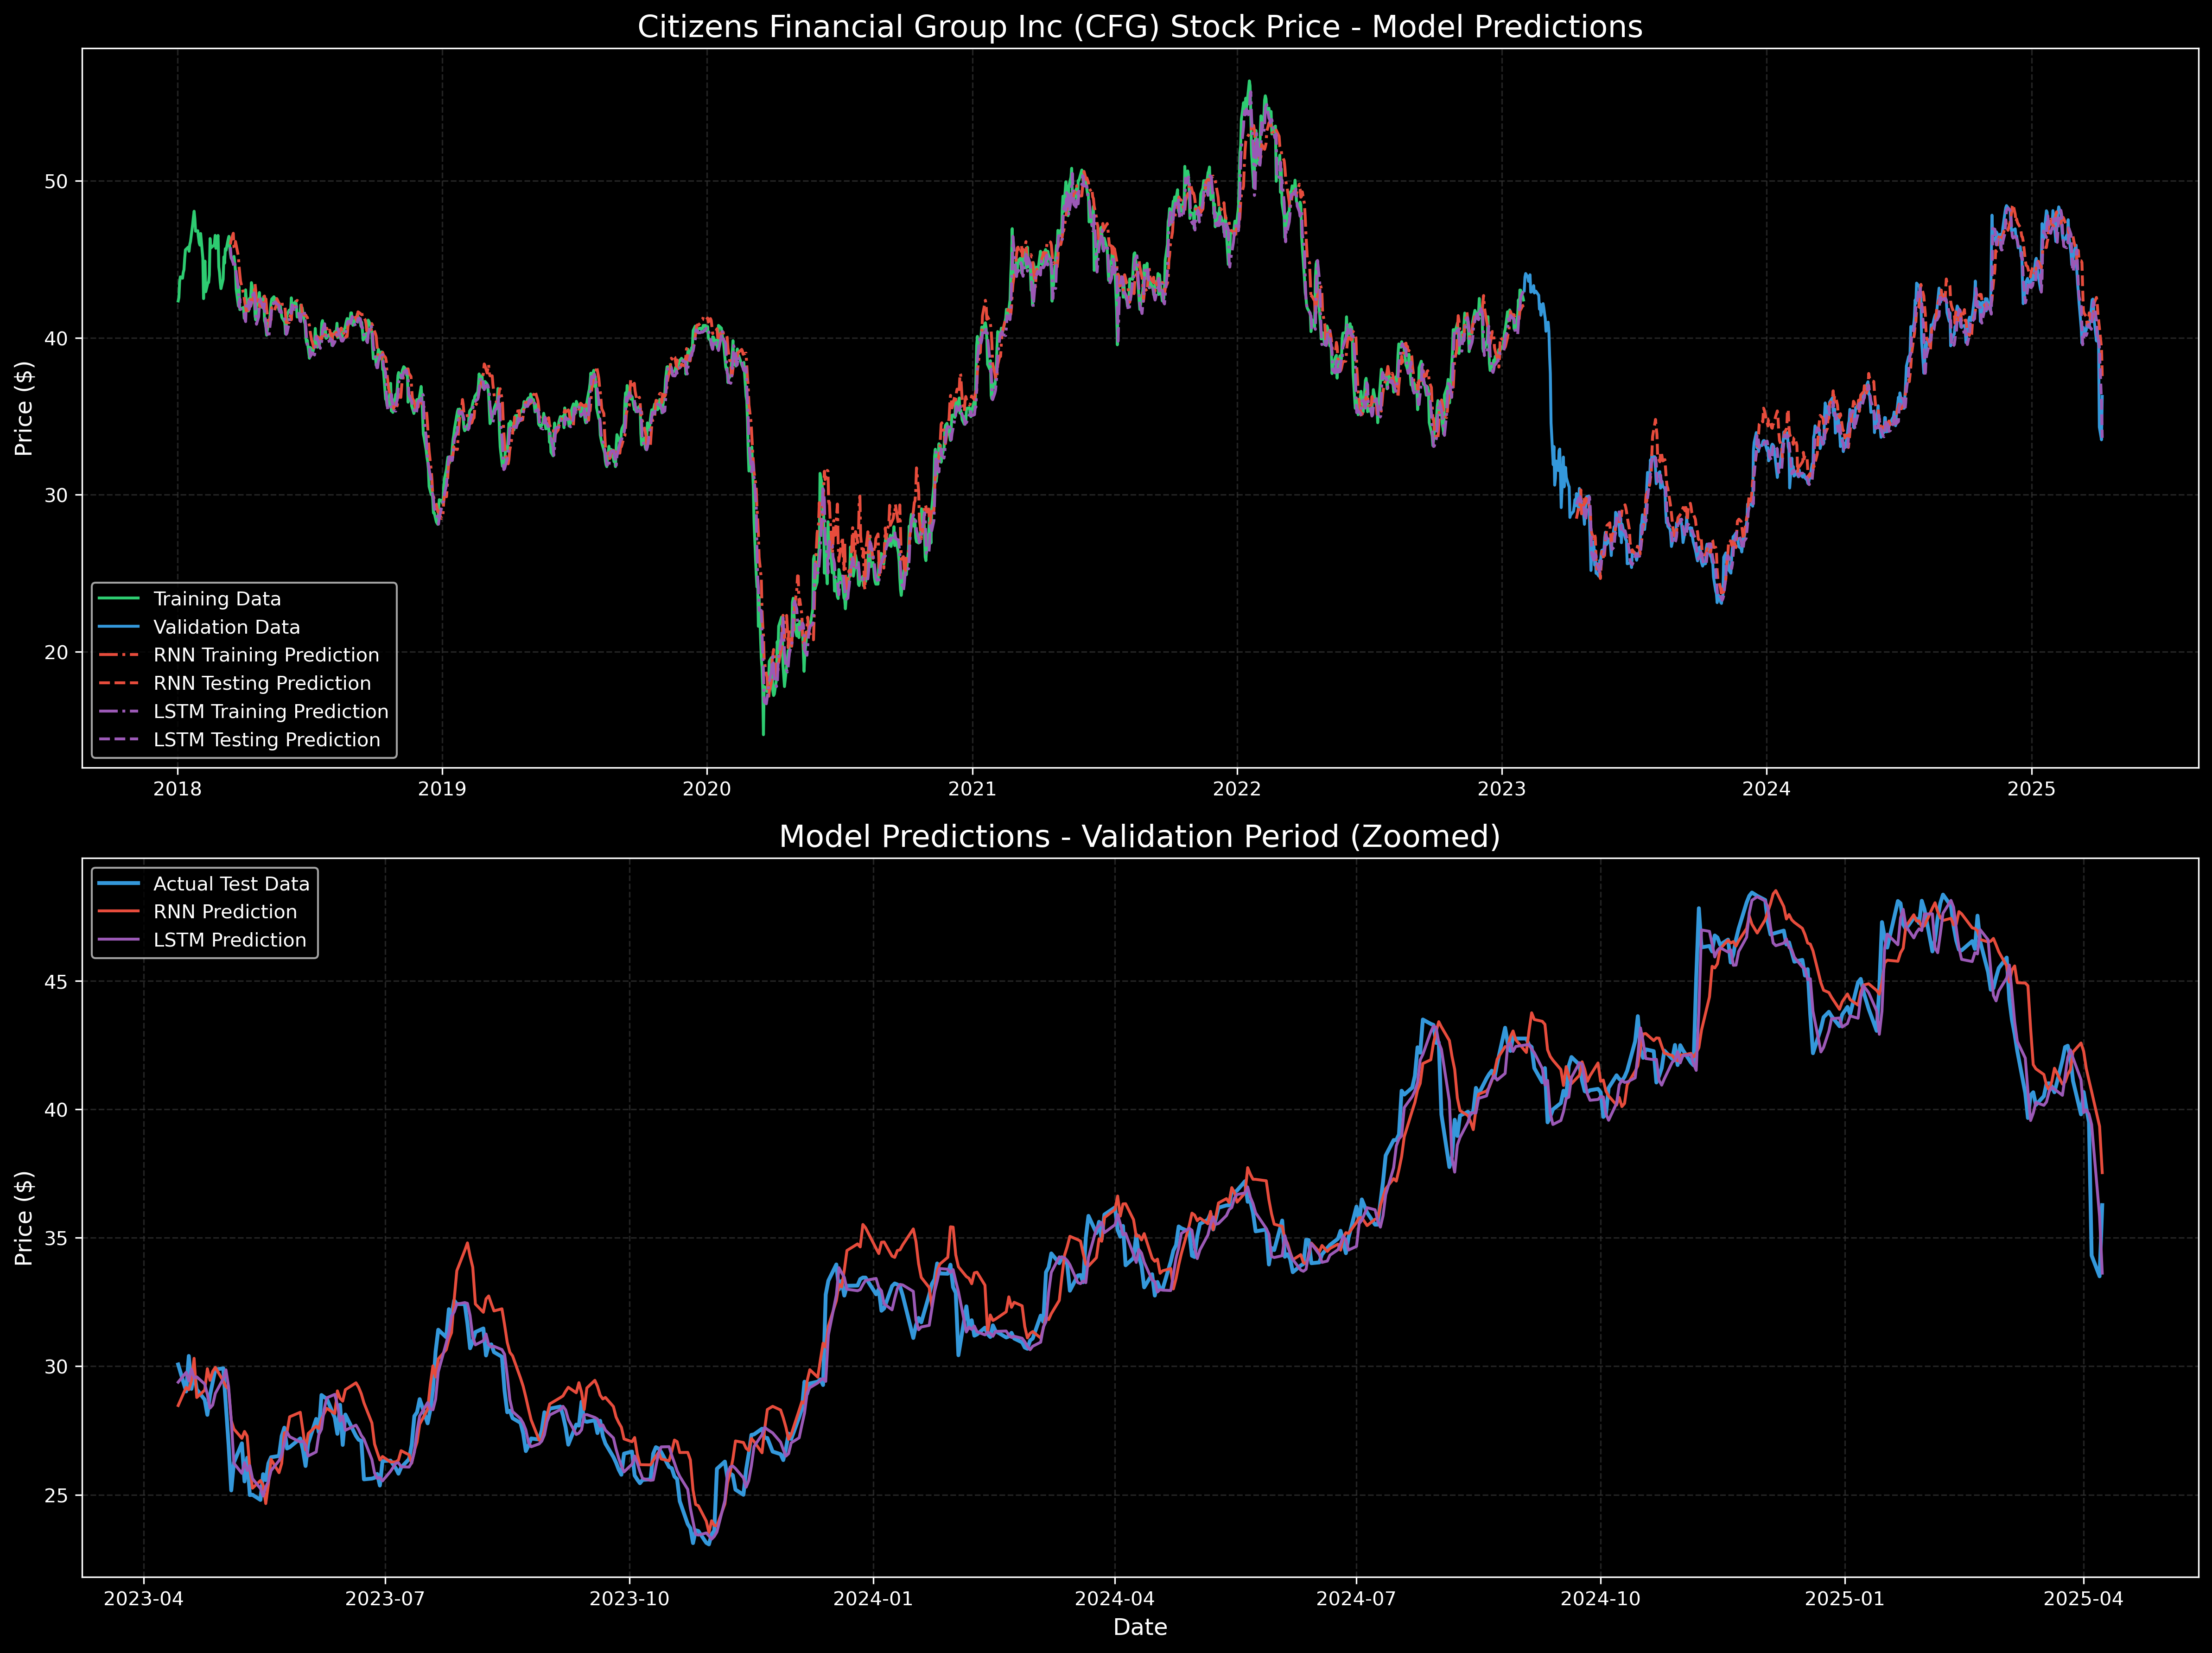 Citizens Financial Group Inc (CFG) Stock Price - Model Predictions
Price ($)
50
40
30
20
Training Data
Validation Data
RNN Training Prediction
RNN Testing Prediction
LSTM Training Prediction
LSTM Testing Prediction
2018 2019 2020 2021 2022 2023 2024 2025
Model Predictions - Validation Period (Zoomed)
Actual Test Data
RNN Prediction
LSTM Prediction
Price ($)
45
40
35
30
25
2023-04 2023-07 2023-10 2024-01 2024-04 2024-07 2024-10 2025-01 2025-04
Date